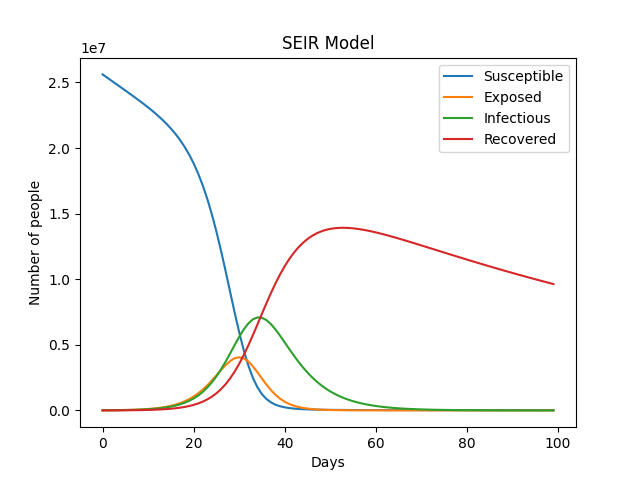 SEIR Model
1e7
2.5
2.0
1.5
1.0
0.5
0.0
Number of people
Susceptible
Exposed
Infectious
Recovered
0 20 40 60 80 100
Days